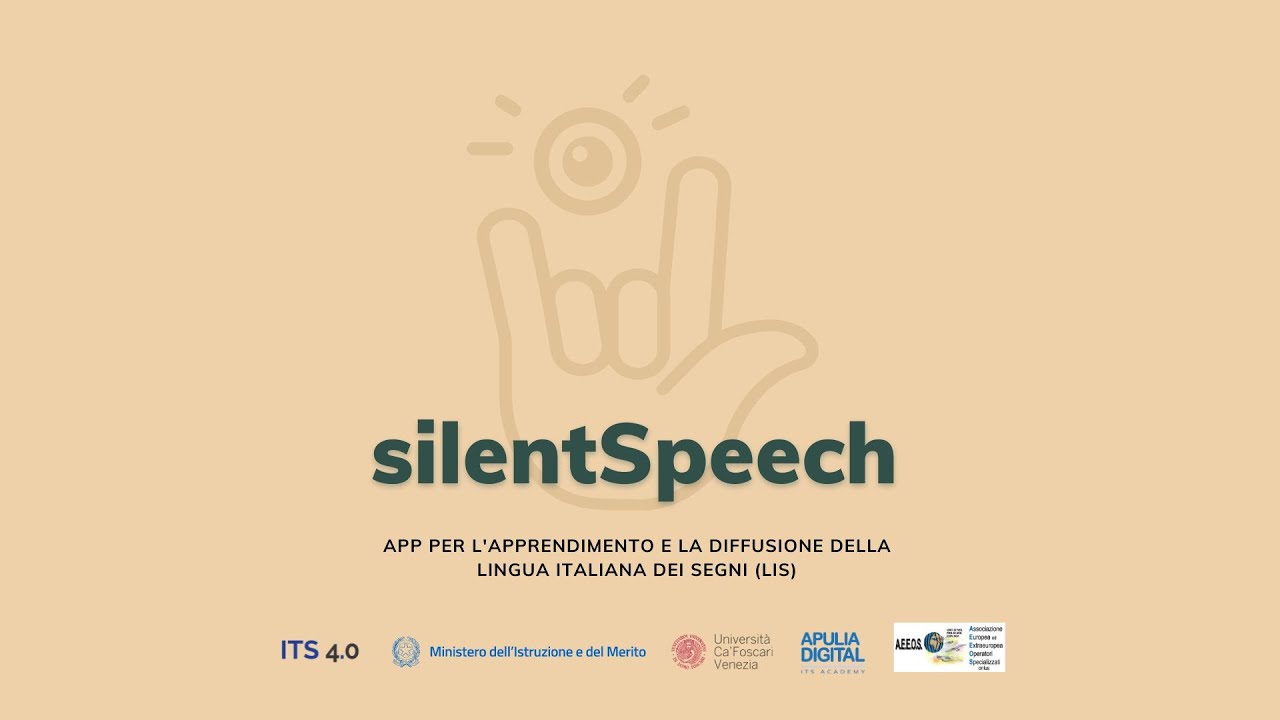 silentSpeech
APP PER L'APPRENDIMENTO E LA DIFFUSIONE DELLA
LINGUA ITALIANA DEI SEGNI (LIS)
ITS 4.0
Ministero dell'Istruzione e del Merito
Università
Ca'Foscari
Venezia
APULIA
DIGITAL
ITS ACADEMY
A.E.E.O.S.
Associazione
Europea ed
Extraeuropea
Operatori
Specializzati